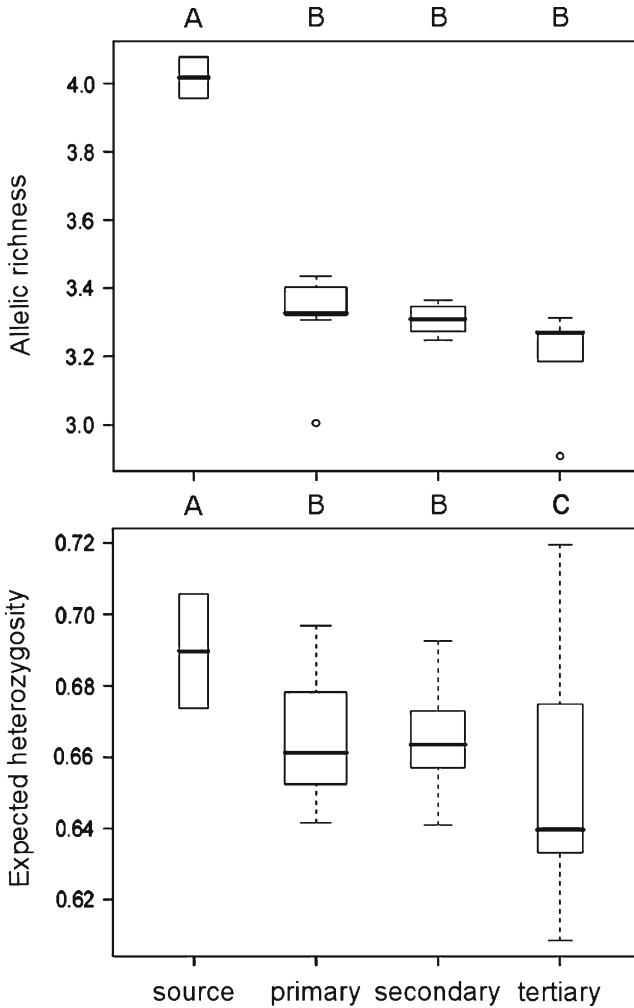 A B B B
Allelic richness
4.0
3.8
3.6
3.4
3.2
3.0
A B B C
Expected heterozygosity
0.72
0.70
0.68
0.66
0.64
0.62
source primary secondary tertiary